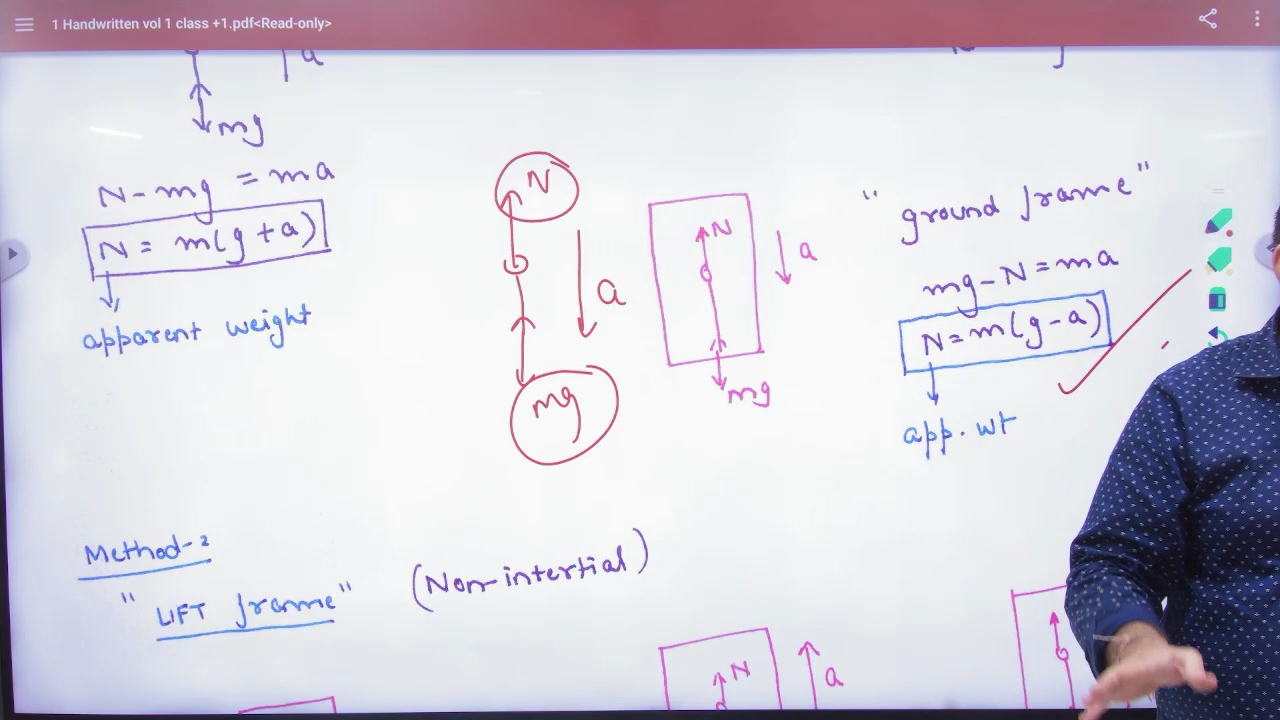 1 Handwritten vol 1 class +1.pdf<Read-only>
a
mg
N - mg = ma
N = m(g + a)
apparent weight
N
a
mg
N
a
mg
" ground frame "
mg - N = ma
N = m(g - a)
app. wt
Method-2
" LIFT frame " (Non-intertial)
N
a